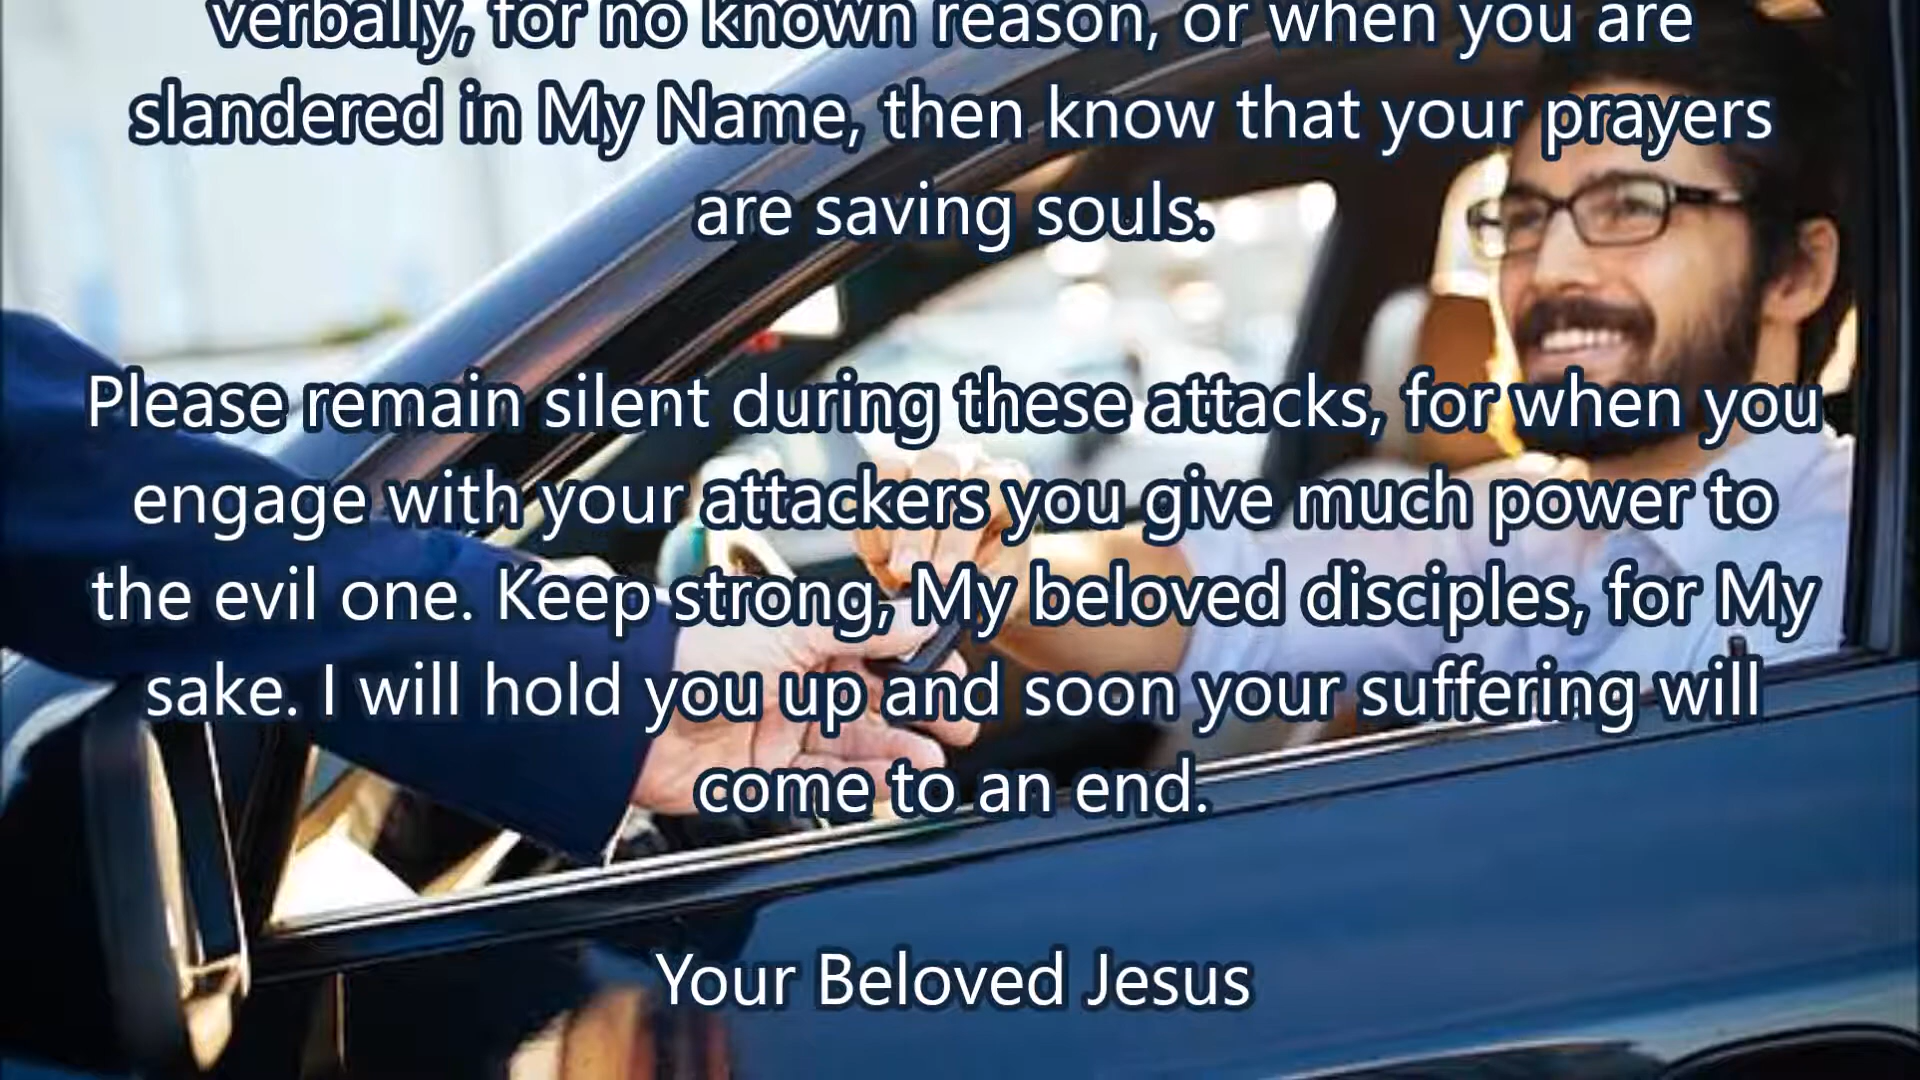 verbally, for no known reason, or when you are
slandered in My Name, then know that your prayers
are saving souls.
Please remain silent during these attacks, for when you
engage with your attackers you give much power to
the evil one. Keep strong, My beloved disciples, for My
sake. I will hold you up and soon your suffering will
come to an end.
Your Beloved Jesus